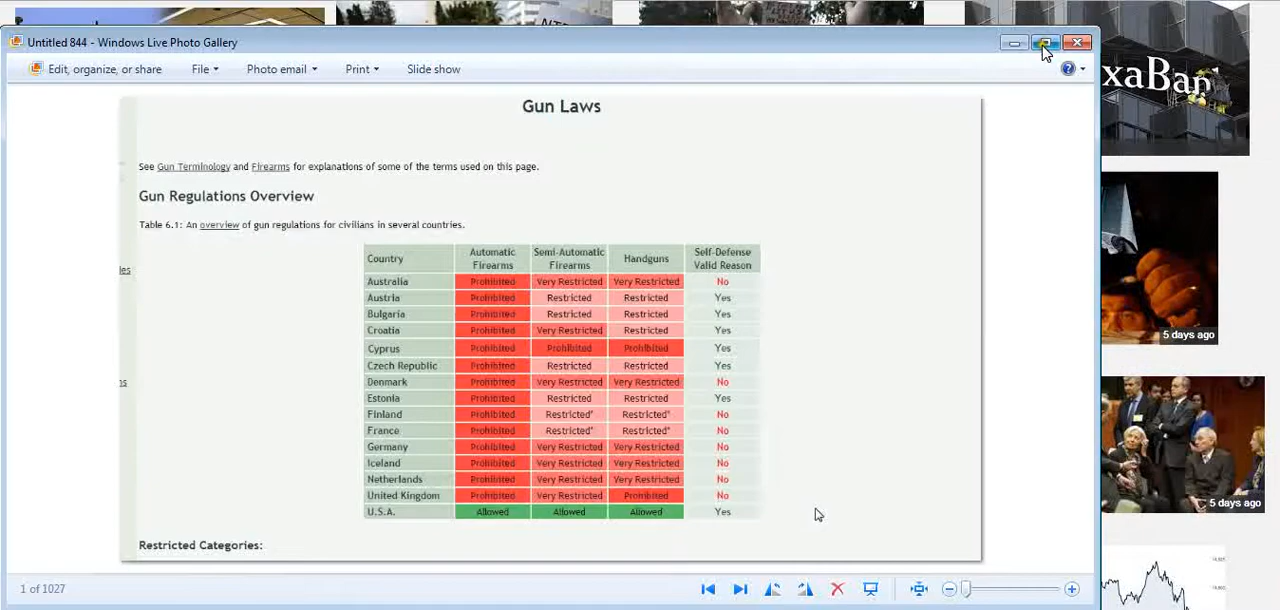 Untitled 844 - Windows Live Photo Gallery
Edit, organize, or share File Photo email Print Slide show
xaBan
Gun Laws
See Gun Terminology and Firearms for explanations of some of the terms used on this page.
Gun Regulations Overview
Table 6.1: An overview of gun regulations for civilians in several countries.
Country Automatic Firearms Semi-Automatic Firearms Handguns Self-Defense Valid Reason
Australia Prohibited Very Restricted Very Restricted No
Austria Prohibited Restricted Restricted Yes
Bulgaria Prohibited Restricted Restricted Yes
Croatia Prohibited Very Restricted Restricted Yes
Cyprus Prohibited Prohibited Prohibited Yes
Czech Republic Prohibited Restricted Restricted Yes
Denmark Prohibited Very Restricted Very Restricted No
Estonia Prohibited Restricted Restricted Yes
Finland Prohibited Restricted* Restricted* No
France Prohibited Restricted* Restricted* No
Germany Prohibited Very Restricted Very Restricted No
Iceland Prohibited Very Restricted Very Restricted No
Netherlands Prohibited Very Restricted Very Restricted No
United Kingdom Prohibited Very Restricted Prohibited No
U.S.A. Allowed Allowed Allowed Yes
Restricted Categories:
1 of 1027
5 days ago
5 days ago